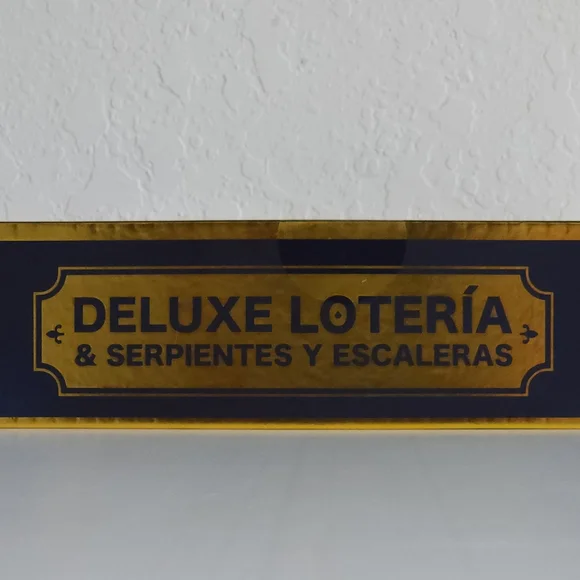 DELUXE LOTERÍA
& SERPIENTES Y ESCALERAS